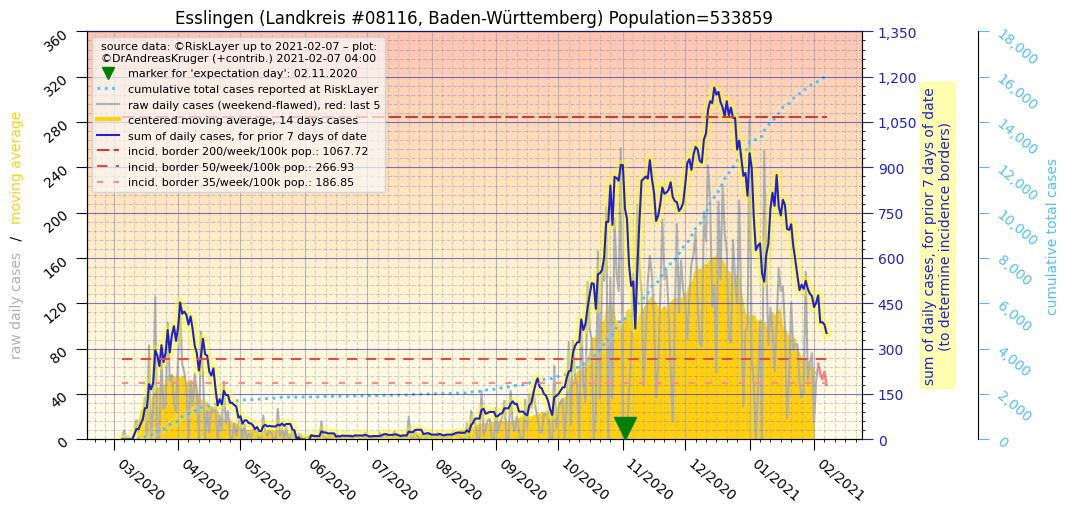 Esslingen (Landkreis #08116, Baden-Württemberg) Population=533859
source data: ©RiskLayer up to 2021-02-07 – plot:
©DrAndreasKruger (+contrib.) 2021-02-07 04:00
marker for 'expectation day': 02.11.2020
cumulative total cases reported at RiskLayer
raw daily cases (weekend-flawed), red: last 5
centered moving average, 14 days cases
sum of daily cases, for prior 7 days of date
incid. border 200/week/100k pop.: 1067.72
incid. border 50/week/100k pop.: 266.93
incid. border 35/week/100k pop.: 186.85
raw daily cases / moving average
360
320
280
240
200
160
120
80
40
0
03/2020
04/2020
05/2020
06/2020
07/2020
08/2020
09/2020
10/2020
11/2020
12/2020
01/2021
02/2021
1,350
1,200
1,050
900
750
600
450
300
150
0
sum of daily cases, for prior 7 days of date
(to determine incidence borders)
18,000
16,000
14,000
12,000
10,000
8,000
6,000
4,000
2,000
0
cumulative total cases